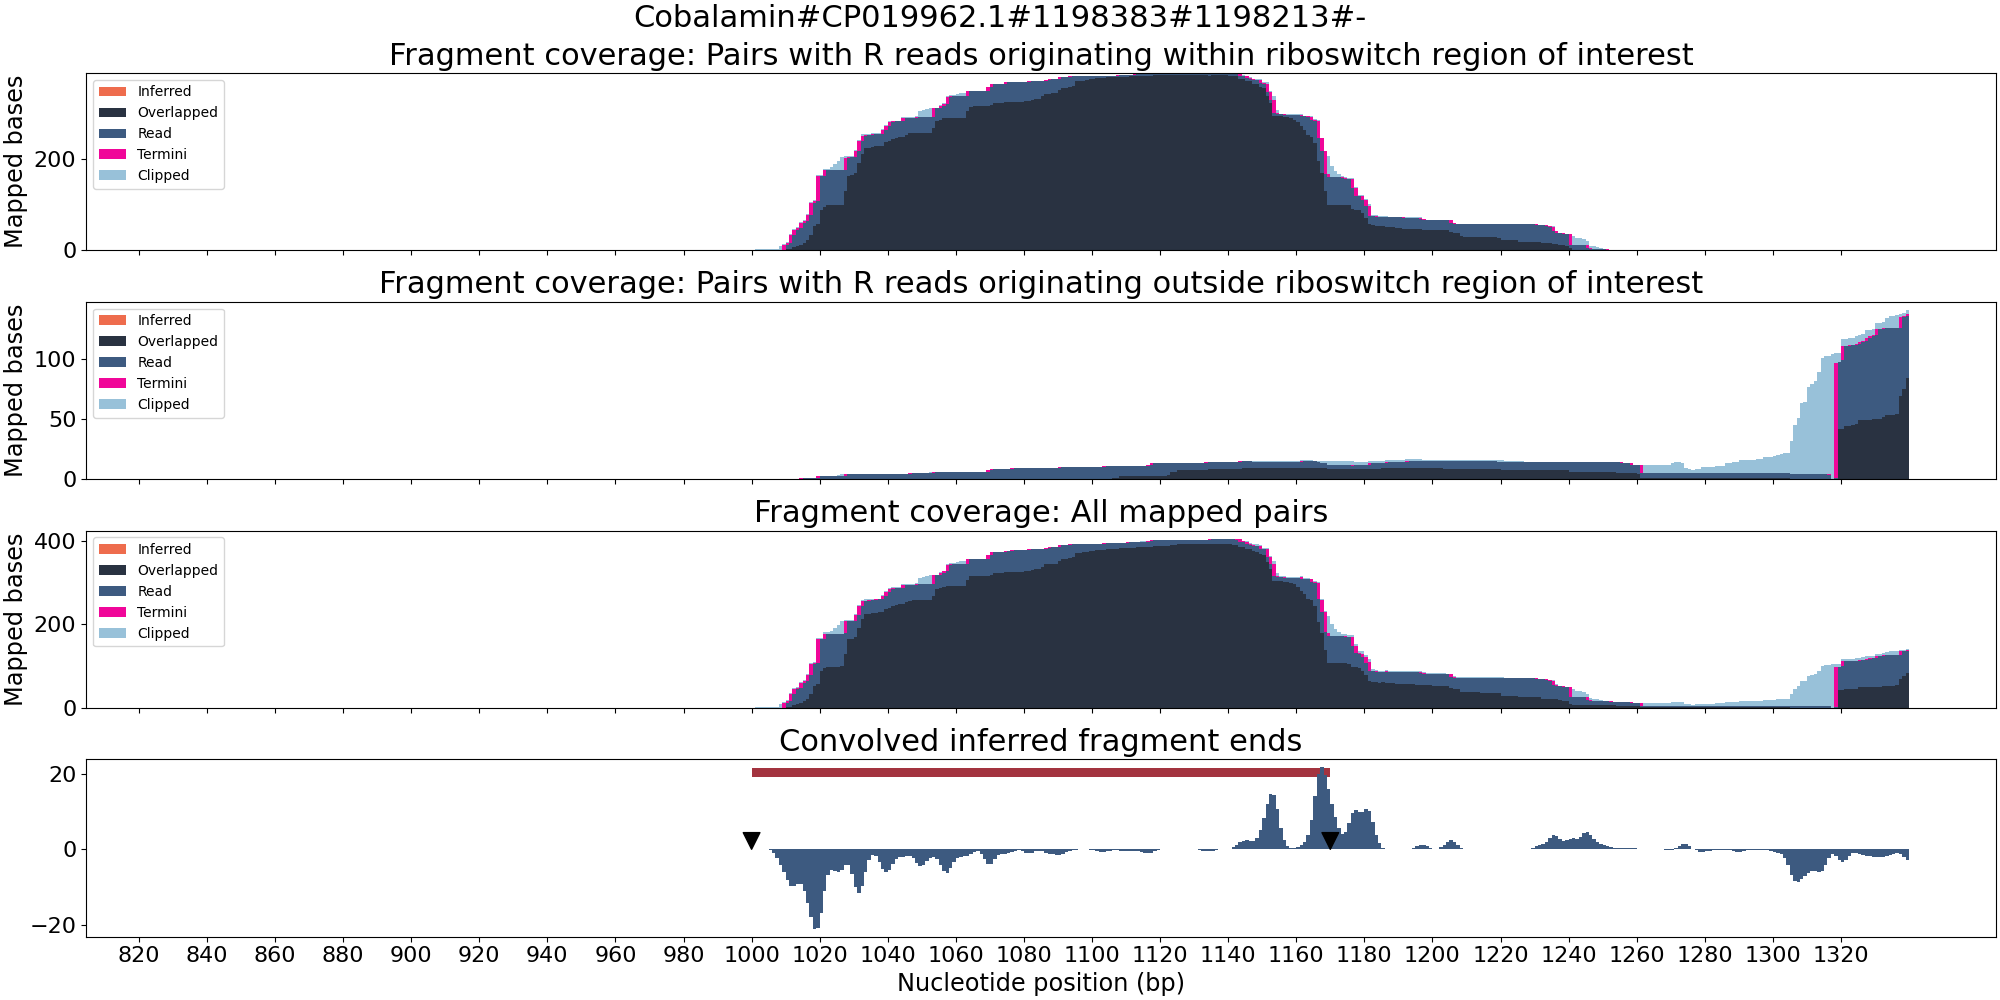 Cobalamin#CP019962.1#1198383#1198213#-
Fragment coverage: Pairs with R reads originating within riboswitch region of interest
Mapped bases
200
0
Inferred
Overlapped
Read
Termini
Clipped
Fragment coverage: Pairs with R reads originating outside riboswitch region of interest
Mapped bases
100
50
0
Inferred
Overlapped
Read
Termini
Clipped
Fragment coverage: All mapped pairs
Mapped bases
400
200
0
Inferred
Overlapped
Read
Termini
Clipped
Convolved inferred fragment ends
20
0
−20
820 840 860 880 900 920 940 960 980 1000 1020 1040 1060 1080 1100 1120 1140 1160 1180 1200 1220 1240 1260 1280 1300 1320
Nucleotide position (bp)